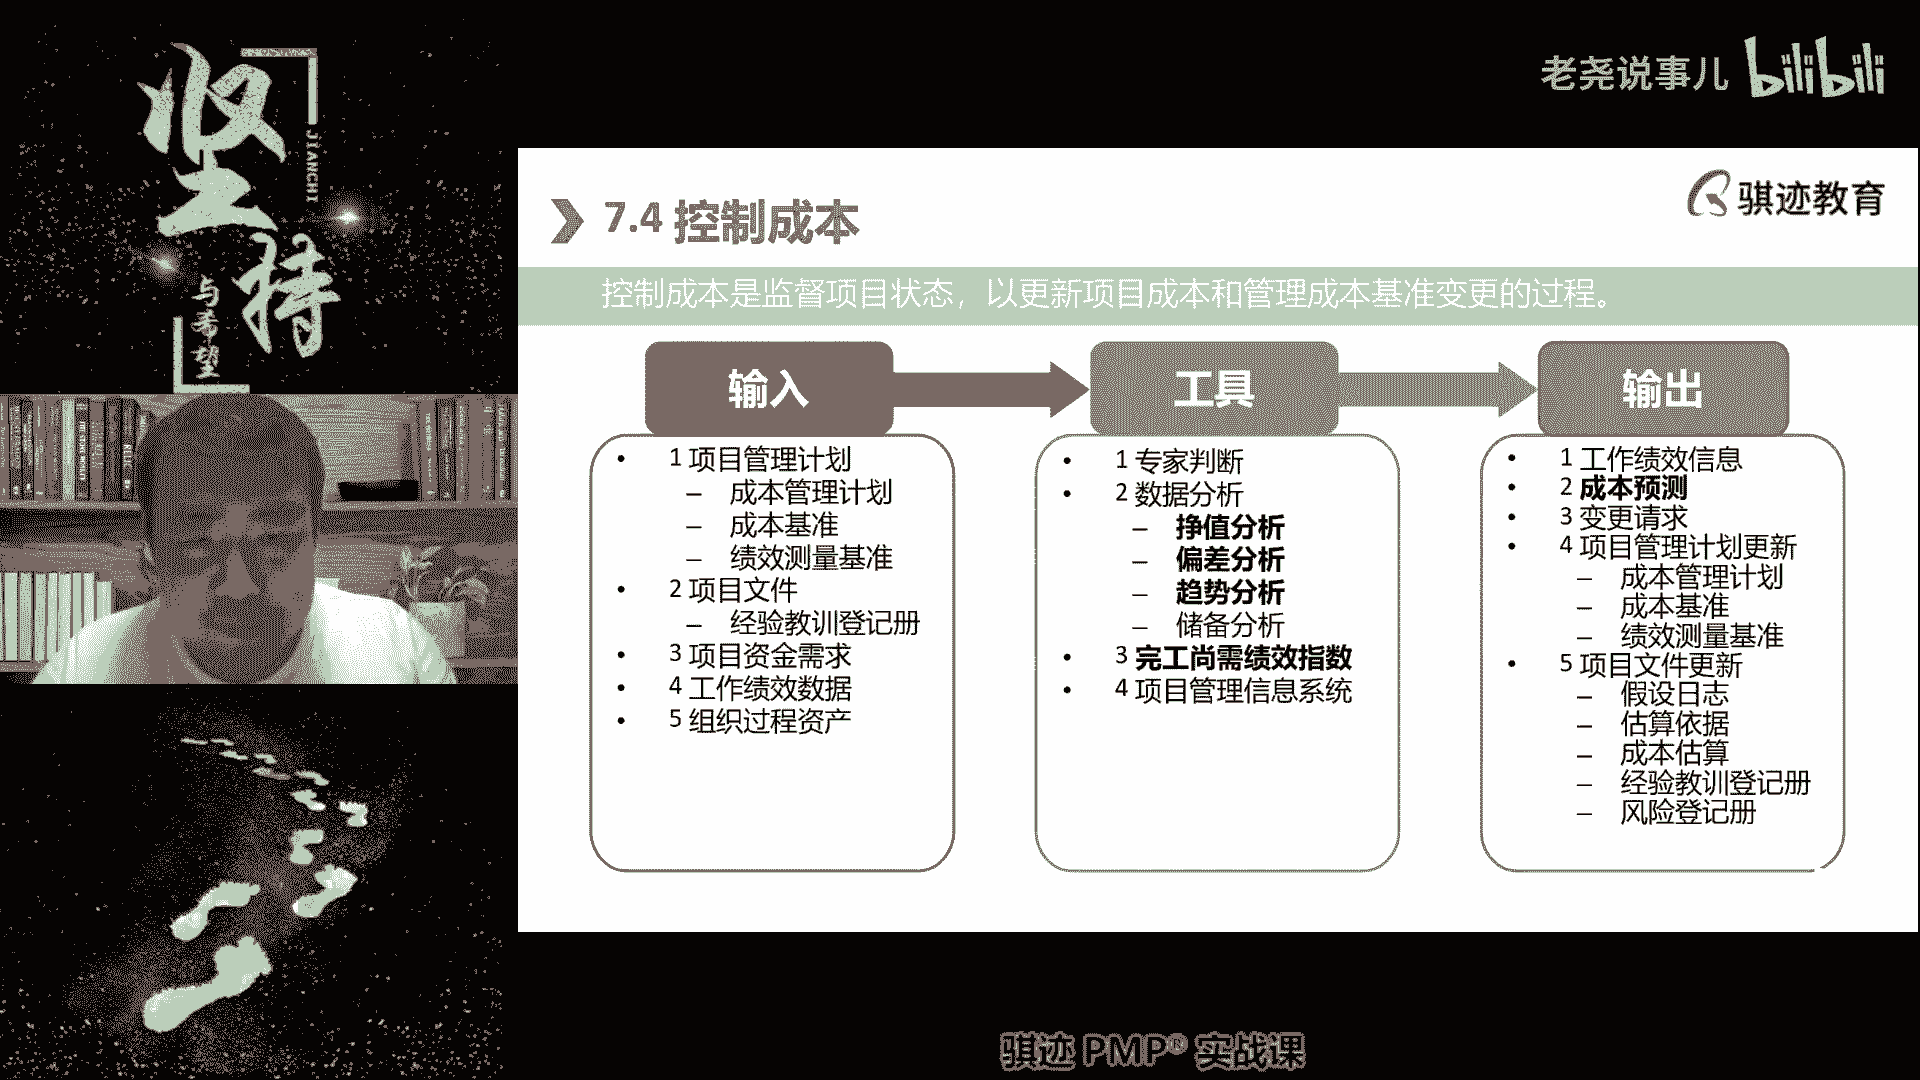 坚持
JIANCHI
与希望
老尧说事儿 bilibili
骐迹教育
7.4 控制成本
控制成本是监督项目状态，以更新项目成本和管理成本基准变更的过程。
输入
• 1 项目管理计划
– 成本管理计划
– 成本基准
– 绩效测量基准
• 2 项目文件
– 经验教训登记册
• 3 项目资金需求
• 4 工作绩效数据
• 5 组织过程资产
工具
• 1 专家判断
• 2 数据分析
– 挣值分析
– 偏差分析
– 趋势分析
– 储备分析
• 3 完工尚需绩效指数
• 4 项目管理信息系统
输出
• 1 工作绩效信息
• 2 成本预测
• 3 变更请求
• 4 项目管理计划更新
– 成本管理计划
– 成本基准
– 绩效测量基准
• 5 项目文件更新
– 假设日志
– 估算依据
– 成本估算
– 经验教训登记册
– 风险登记册
骐迹 PMP® 实战课